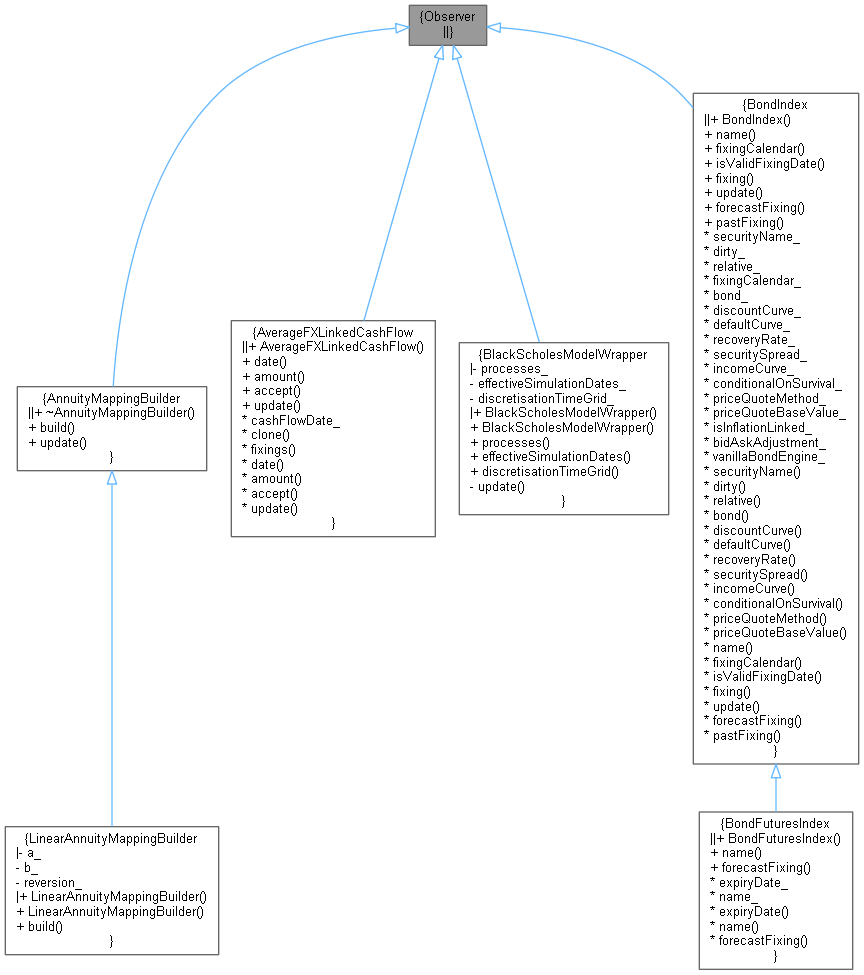 {Observer
||}
{BondIndex
||+ BondIndex()
+ name()
+ fixingCalendar()
+ isValidFixingDate()
+ fixing()
+ update()
+ forecastFixing()
+ pastFixing()
* securityName_
* dirty_
* relative_
* fixingCalendar_
* bond_
* discountCurve_
* defaultCurve_
* recoveryRate_
* securitySpread_
* incomeCurve_
* conditionalOnSurvival_
* priceQuoteMethod_
* priceQuoteBaseValue_
* isInflationLinked_
* bidAskAdjustment_
* vanillaBondEngine_
* securityName()
* dirty()
* relative()
* bond()
* discountCurve()
* defaultCurve()
* recoveryRate()
* securitySpread()
* incomeCurve()
* conditionalOnSurvival()
* priceQuoteMethod()
* priceQuoteBaseValue()
* name()
* fixingCalendar()
* isValidFixingDate()
* fixing()
* update()
* forecastFixing()
* pastFixing()
}
{AverageFXLinkedCashFlow
||+ AverageFXLinkedCashFlow()
+ date()
+ amount()
+ accept()
+ update()
* cashFlowDate_
* clone()
* fixings()
* date()
* amount()
* accept()
* update()
}
{BlackScholesModelWrapper
|- processes_
- effectiveSimulationDates_
- discretisationTimeGrid_
|+ BlackScholesModelWrapper()
+ BlackScholesModelWrapper()
+ processes()
+ effectiveSimulationDates()
+ discretisationTimeGrid()
- update()
}
{AnnuityMappingBuilder
||+ ~AnnuityMappingBuilder()
+ build()
+ update()
}
{LinearAnnuityMappingBuilder
|- a_
- b_
- reversion_
|+ LinearAnnuityMappingBuilder()
+ LinearAnnuityMappingBuilder()
+ build()
}
{BondFuturesIndex
||+ BondFuturesIndex()
+ name()
+ forecastFixing()
* expiryDate_
* name_
* expiryDate()
* name()
* forecastFixing()
}